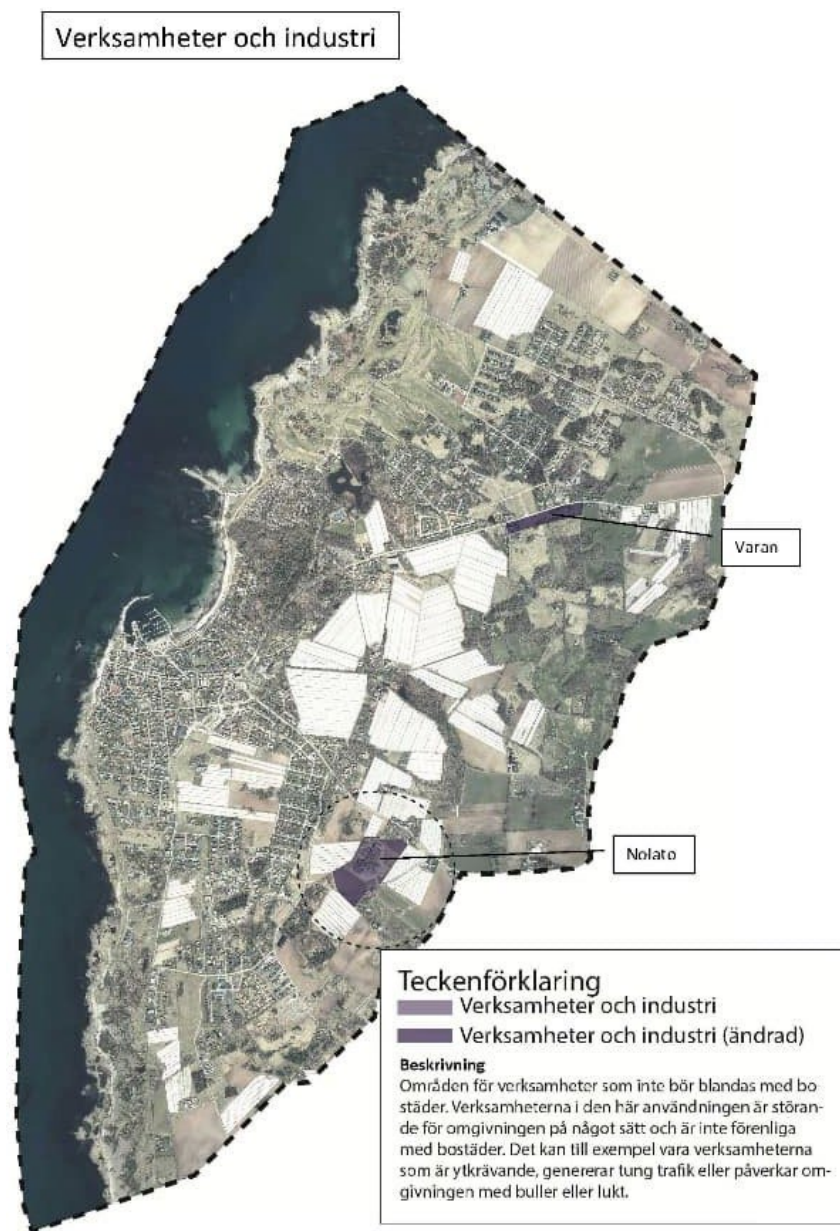 Verksamheter och industri
Varan
Nolato
Teckenförklaring
Verksamheter och industri
Verksamheter och industri (ändrad)
Beskrivning
Områden för verksamheter som inte bör blandas med bo
städer. Verksamheterna i den här användningen är störan-
de för omgivningen på något sätt och är inte förenliga
med bostäder. Det kan till exempel vara verksamheterna
som är ytkrävande, genererar tung trafik eller påverkar om-
givningen med buller eller lukt.